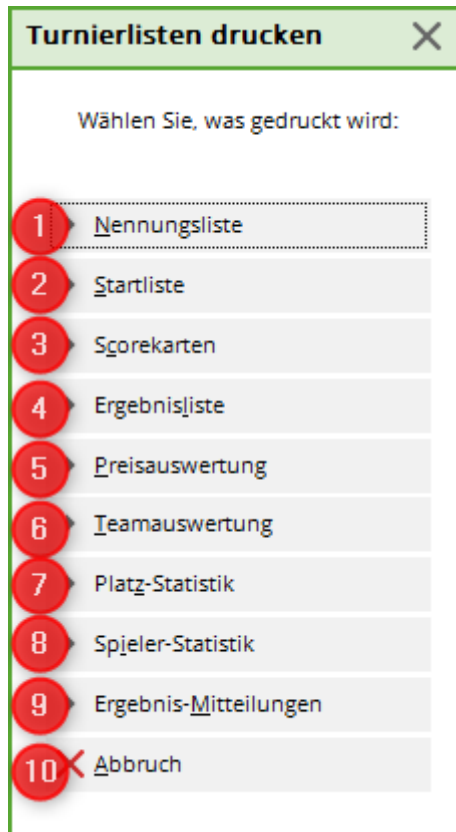 Turnierlisten drucken
Wählen Sie, was gedruckt wird:
1 Nennungsliste
2 Startliste
3 Scorekarten
4 Ergebnisliste
5 Preisauswertung
6 Teamauswertung
7 Platz-Statistik
8 Spieler-Statistik
9 Ergebnis-Mitteilungen
10 Abbruch